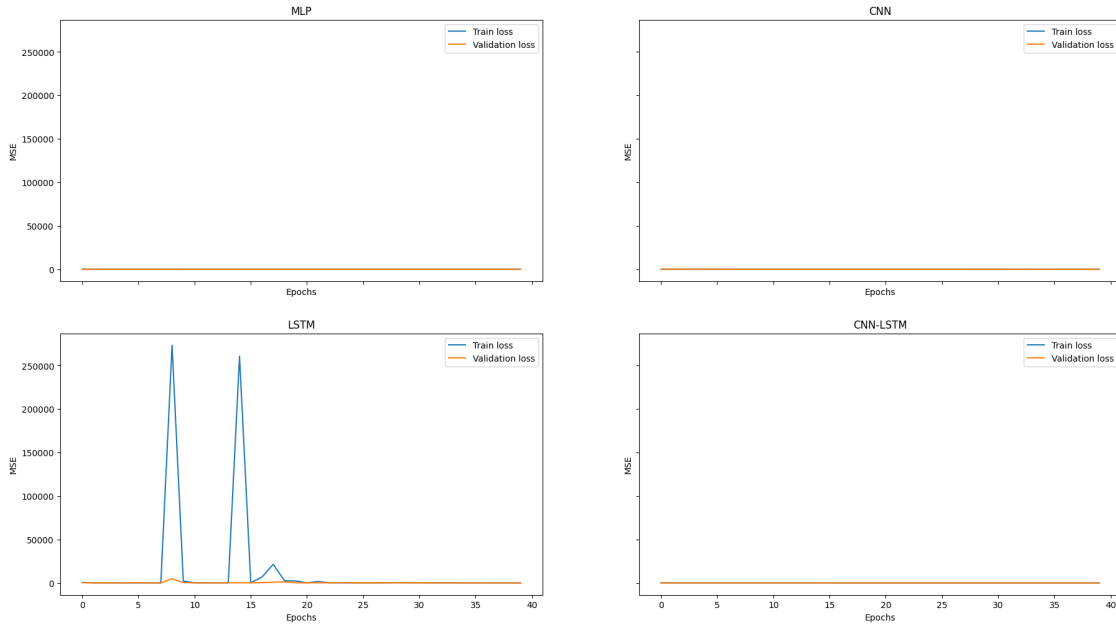 MLP
CNN
Train loss
Validation loss
Train loss
Validation loss
250000
200000
150000
100000
50000
0
MSE
MSE
Epochs
Epochs
LSTM
CNN-LSTM
Train loss
Validation loss
Train loss
Validation loss
250000
200000
150000
100000
50000
0
MSE
MSE
0 5 10 15 20 25 30 35 40
0 5 10 15 20 25 30 35 40
Epochs
Epochs